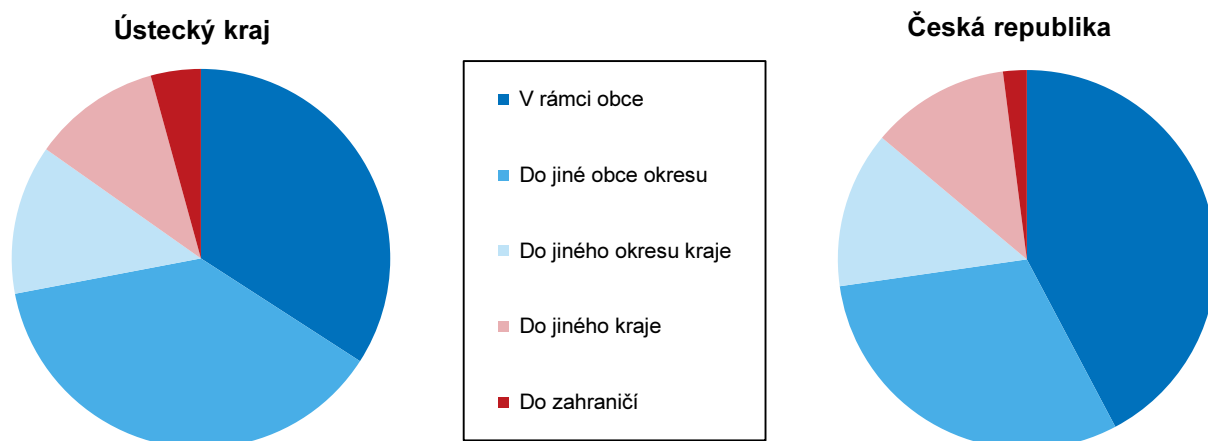 Ústecký kraj
Česká republika
V rámci obce
Do jiné obce okresu
Do jiného okresu kraje
Do jiného kraje
Do zahraničí